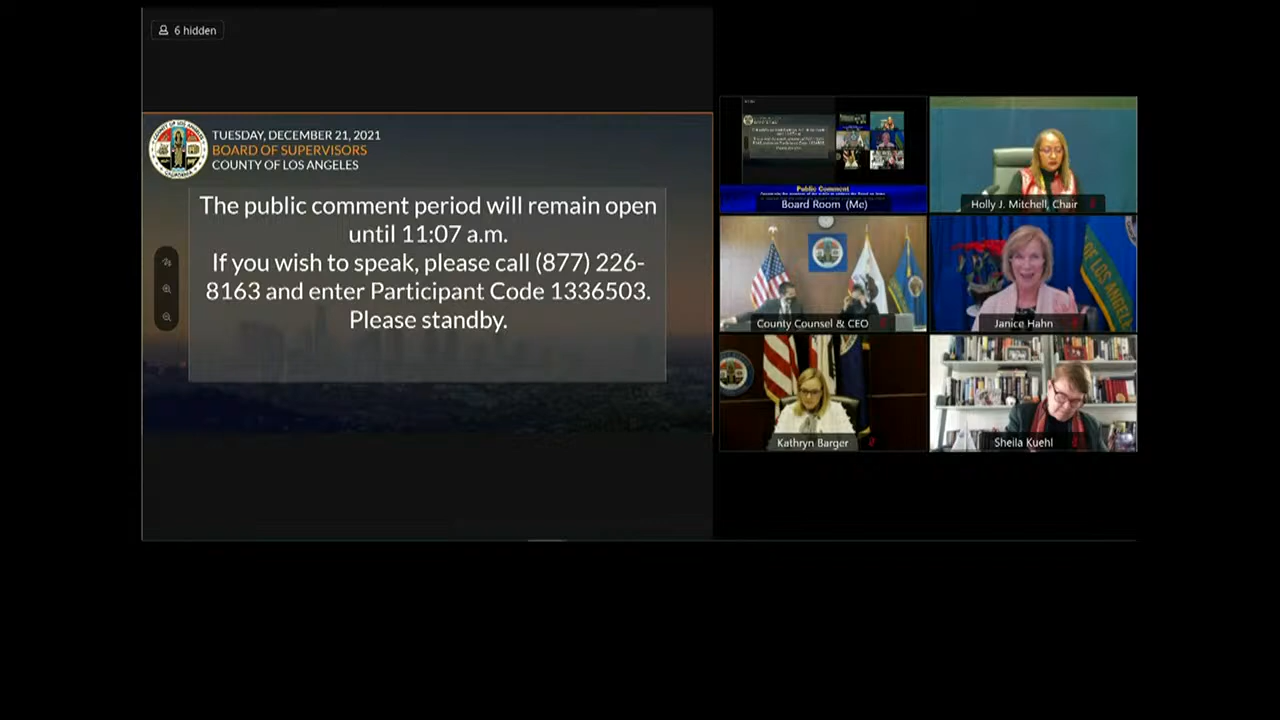 6 hidden
TUESDAY, DECEMBER 21, 2021
BOARD OF SUPERVISORS
COUNTY OF LOS ANGELES
The public comment period will remain open
until 11:07 a.m.
If you wish to speak, please call (877) 226-
8163 and enter Participant Code 1336503.
Please standby.
Public Comment
Board Room (Me)
Holly J. Mitchell, Chair
County Counsel & CEO
Janice Hahn
Kathryn Barger
Sheila Kuehl